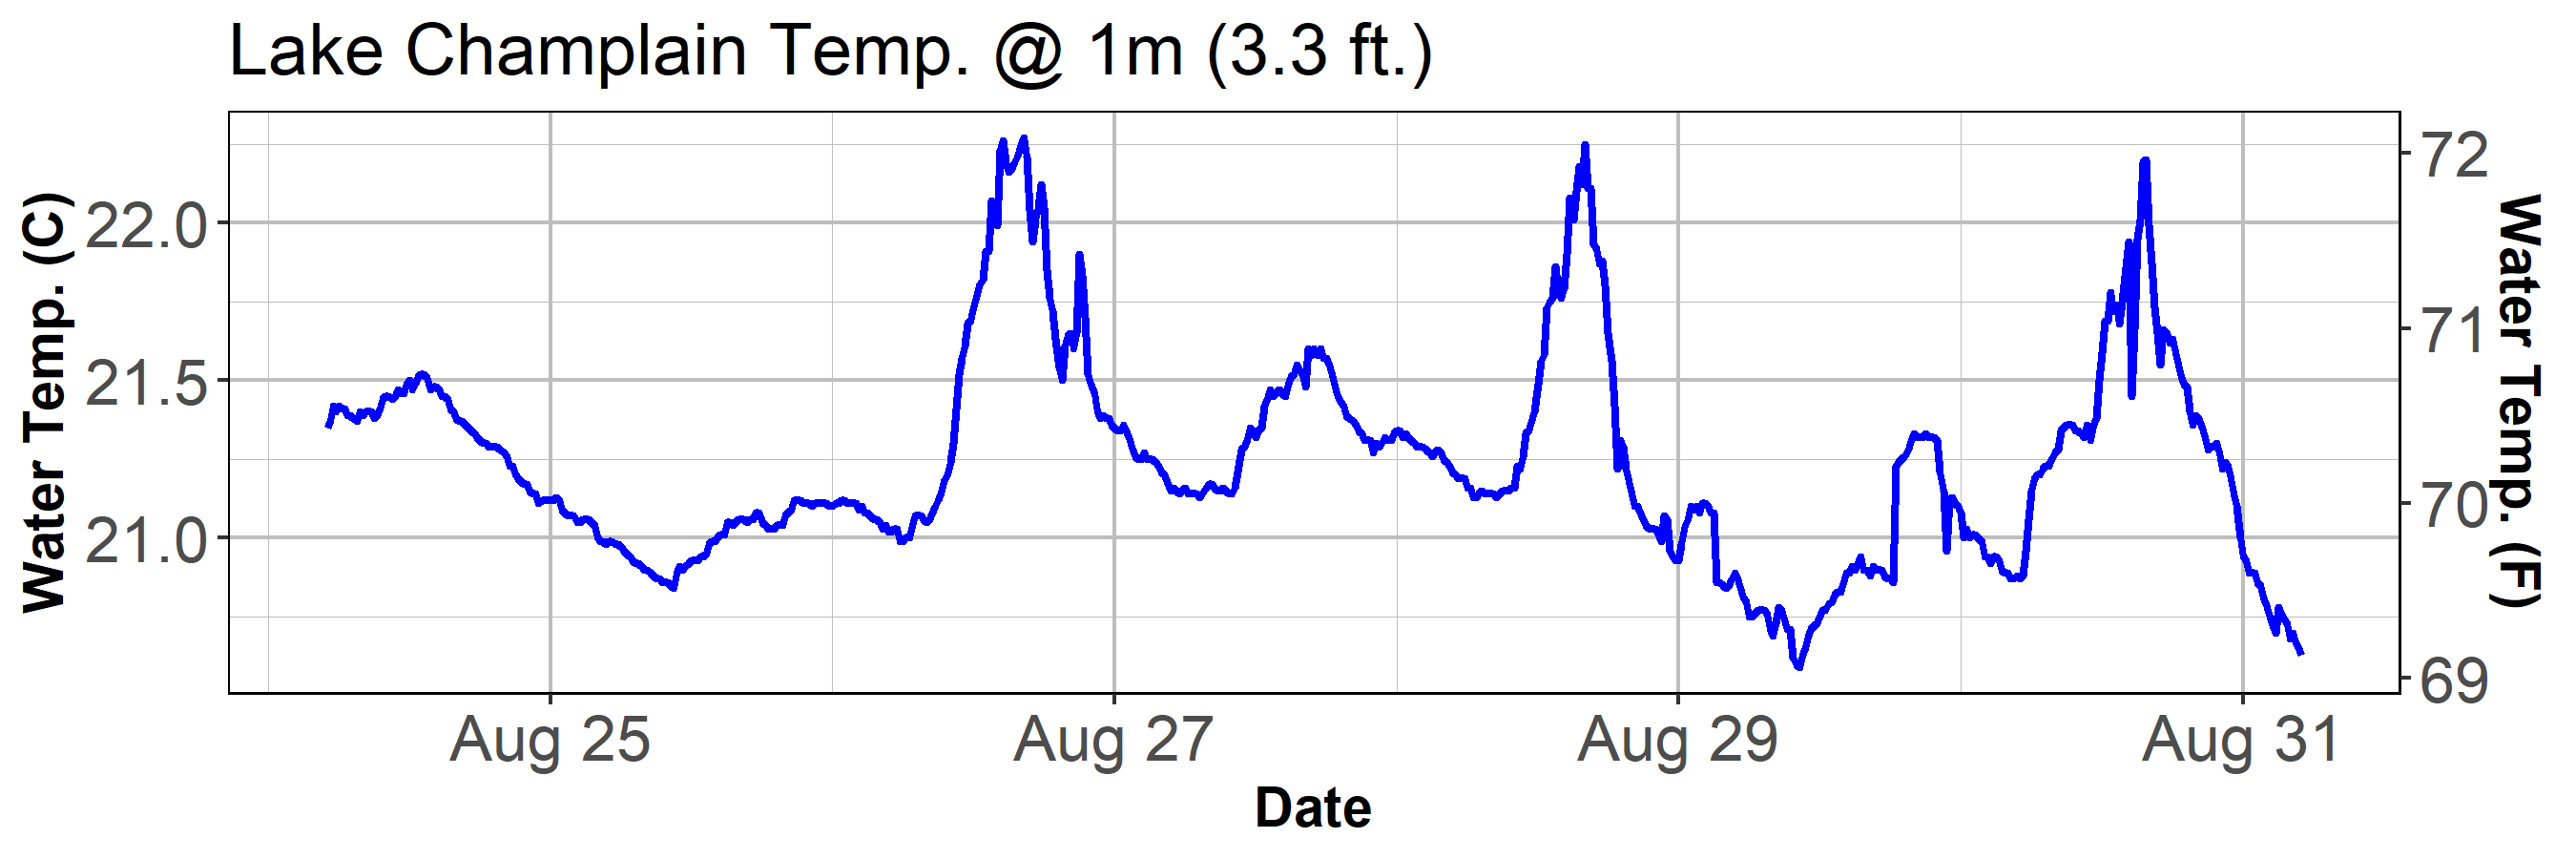 Lake Champlain Temp. @ 1m (3.3 ft.)
Water Temp. (C)
22.0
21.5
21.0
72
71
70
69
Water Temp. (F)
Aug 25
Aug 27
Aug 29
Aug 31
Date